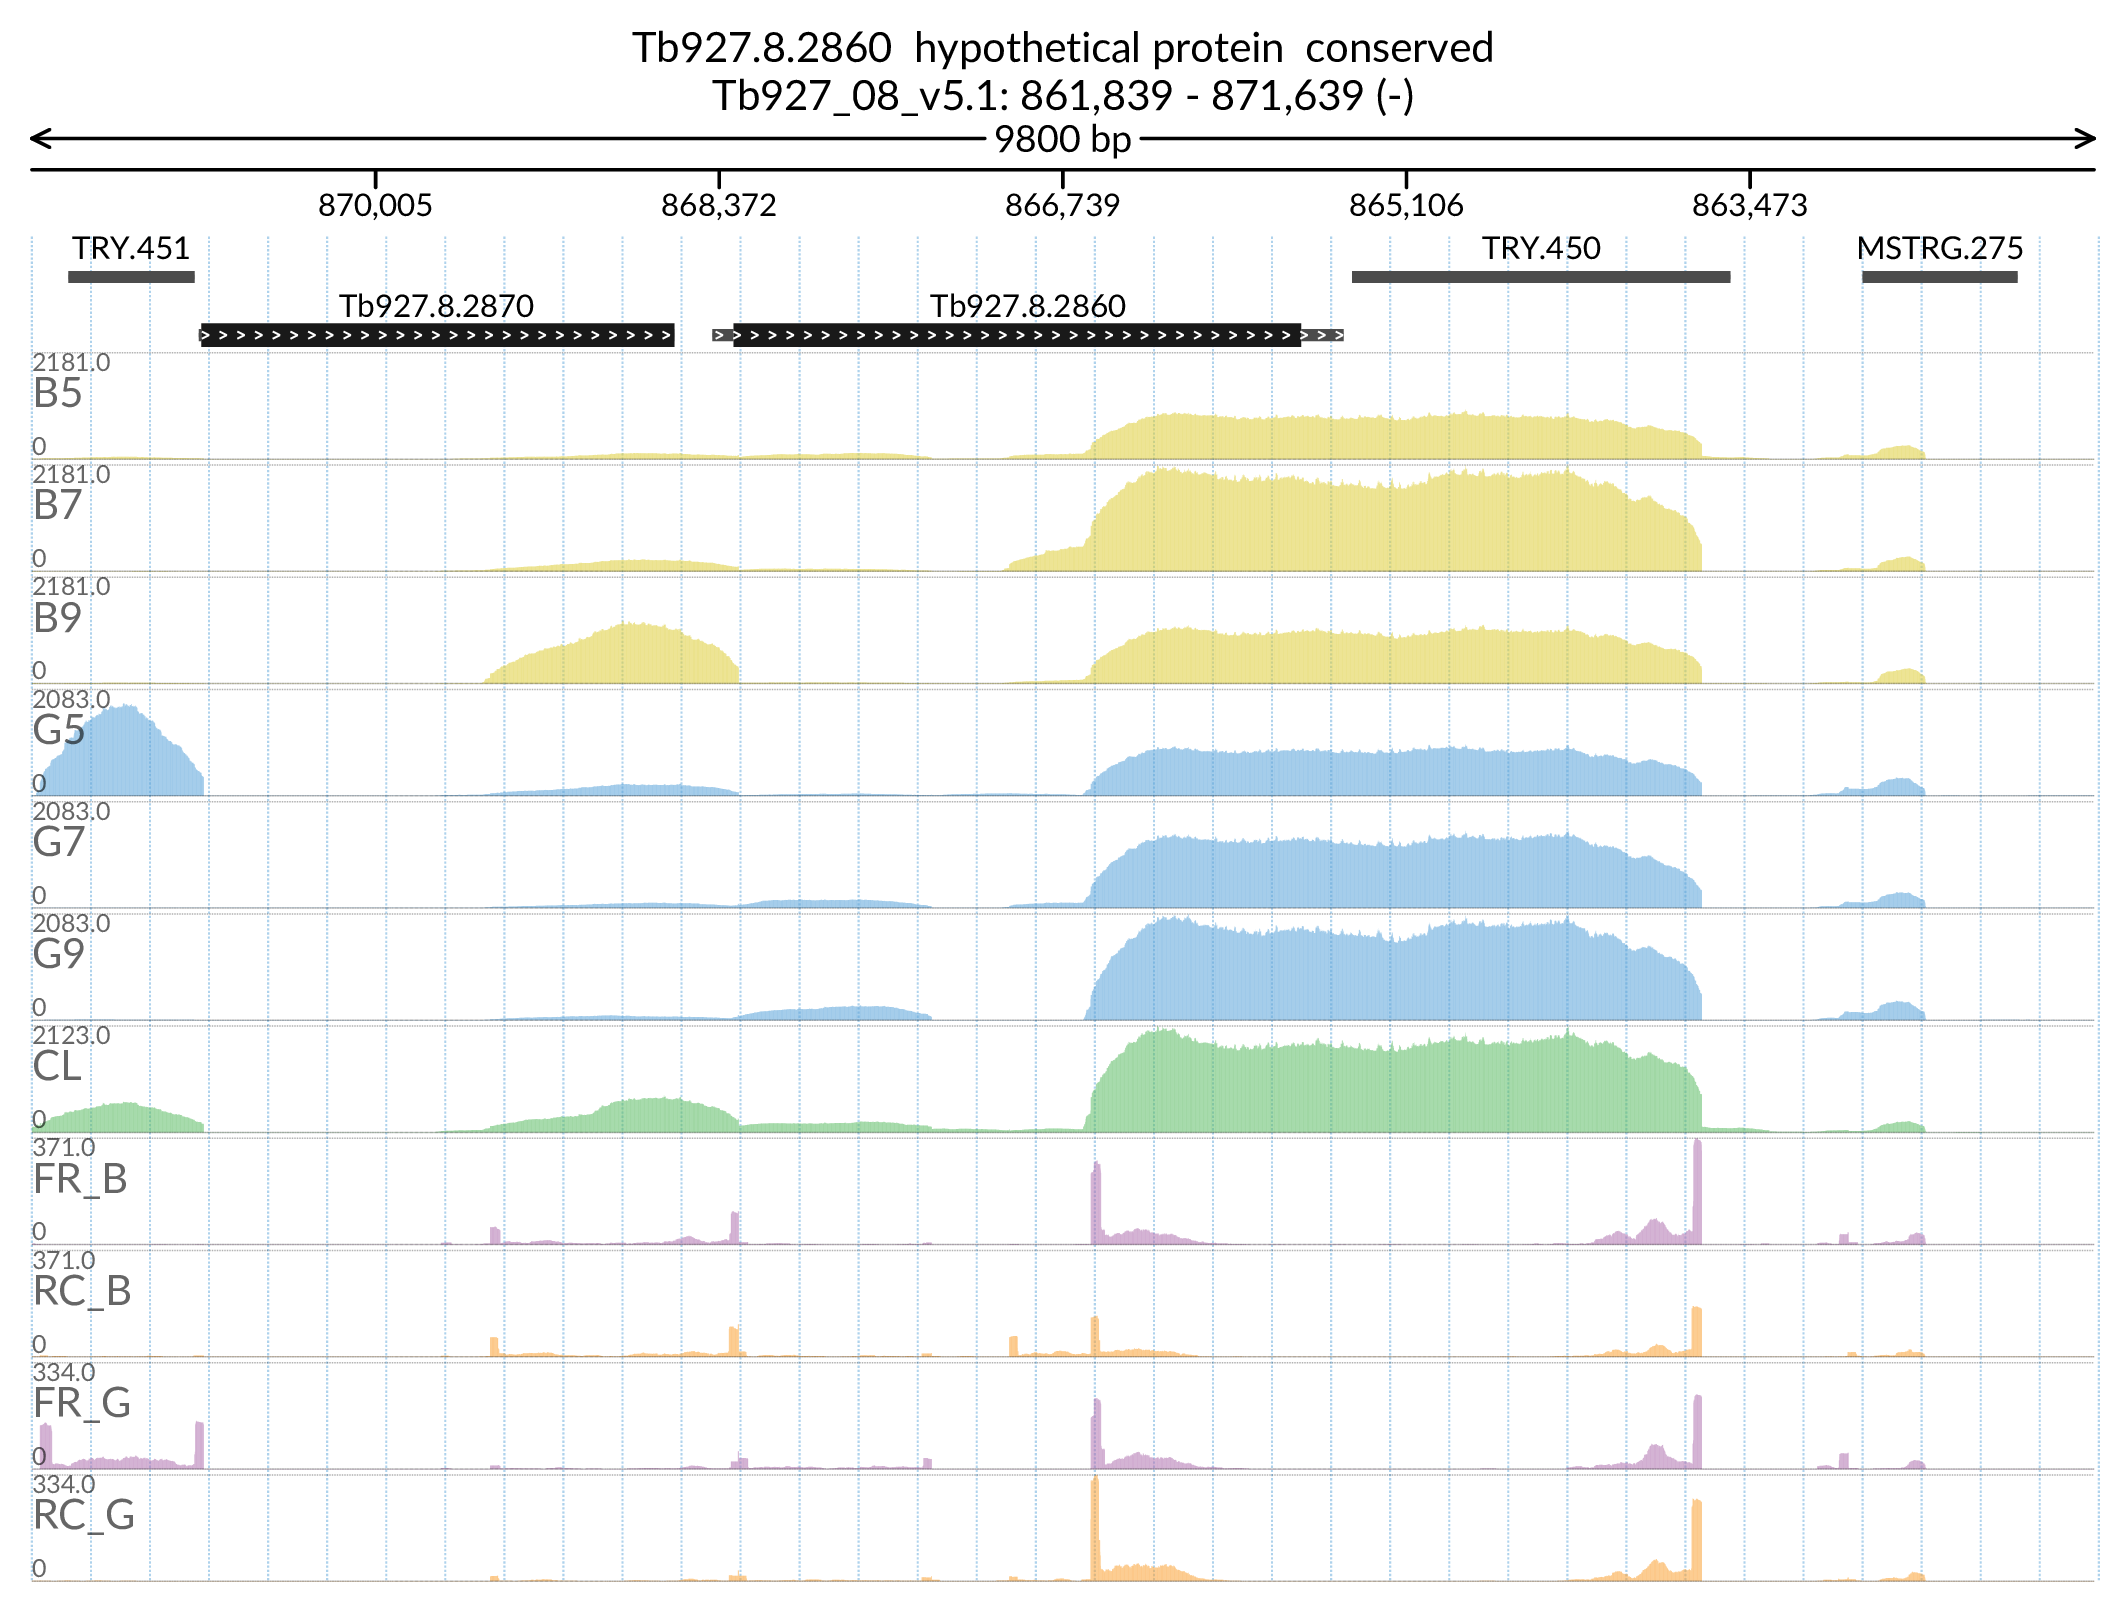 Tb927.8.2860  hypothetical protein  conserved
Tb927_08_v5.1: 861,839 - 871,639 (-)
9800 bp
870,005 868,372 866,739 865,106 863,473
TRY.451 TRY.450 MSTRG.275
Tb927.8.2870 Tb927.8.2860
2181.0
B5
0
2181.0
B7
0
2181.0
B9
0
2083.0
G5
0
2083.0
G7
0
2083.0
G9
0
2123.0
CL
0
371.0
FR_B
0
371.0
RC_B
0
334.0
FR_G
0
334.0
RC_G
0